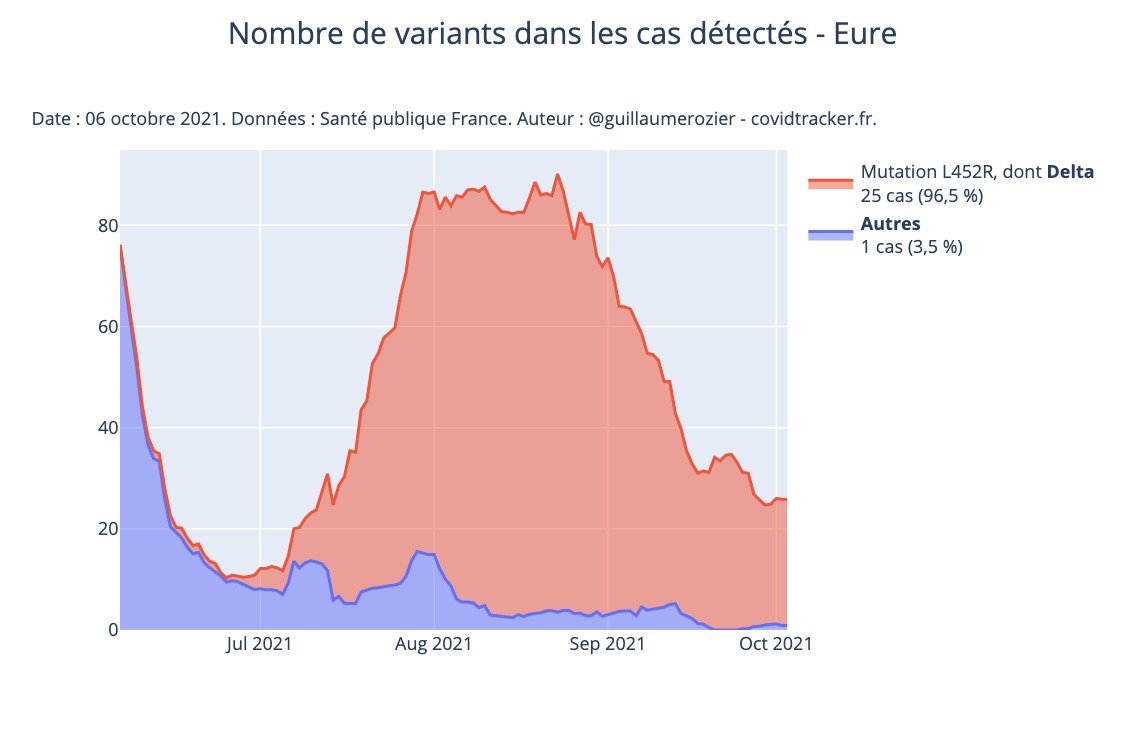 Nombre de variants dans les cas détectés - Eure
Date : 06 octobre 2021. Données : Santé publique France. Auteur : @guillaumerozier - covidtracker.fr.
Mutation L452R, dont Delta
25 cas (96,5 %)
Autres
1 cas (3,5 %)
80
60
40
20
0
Jul 2021
Aug 2021
Sep 2021
Oct 2021